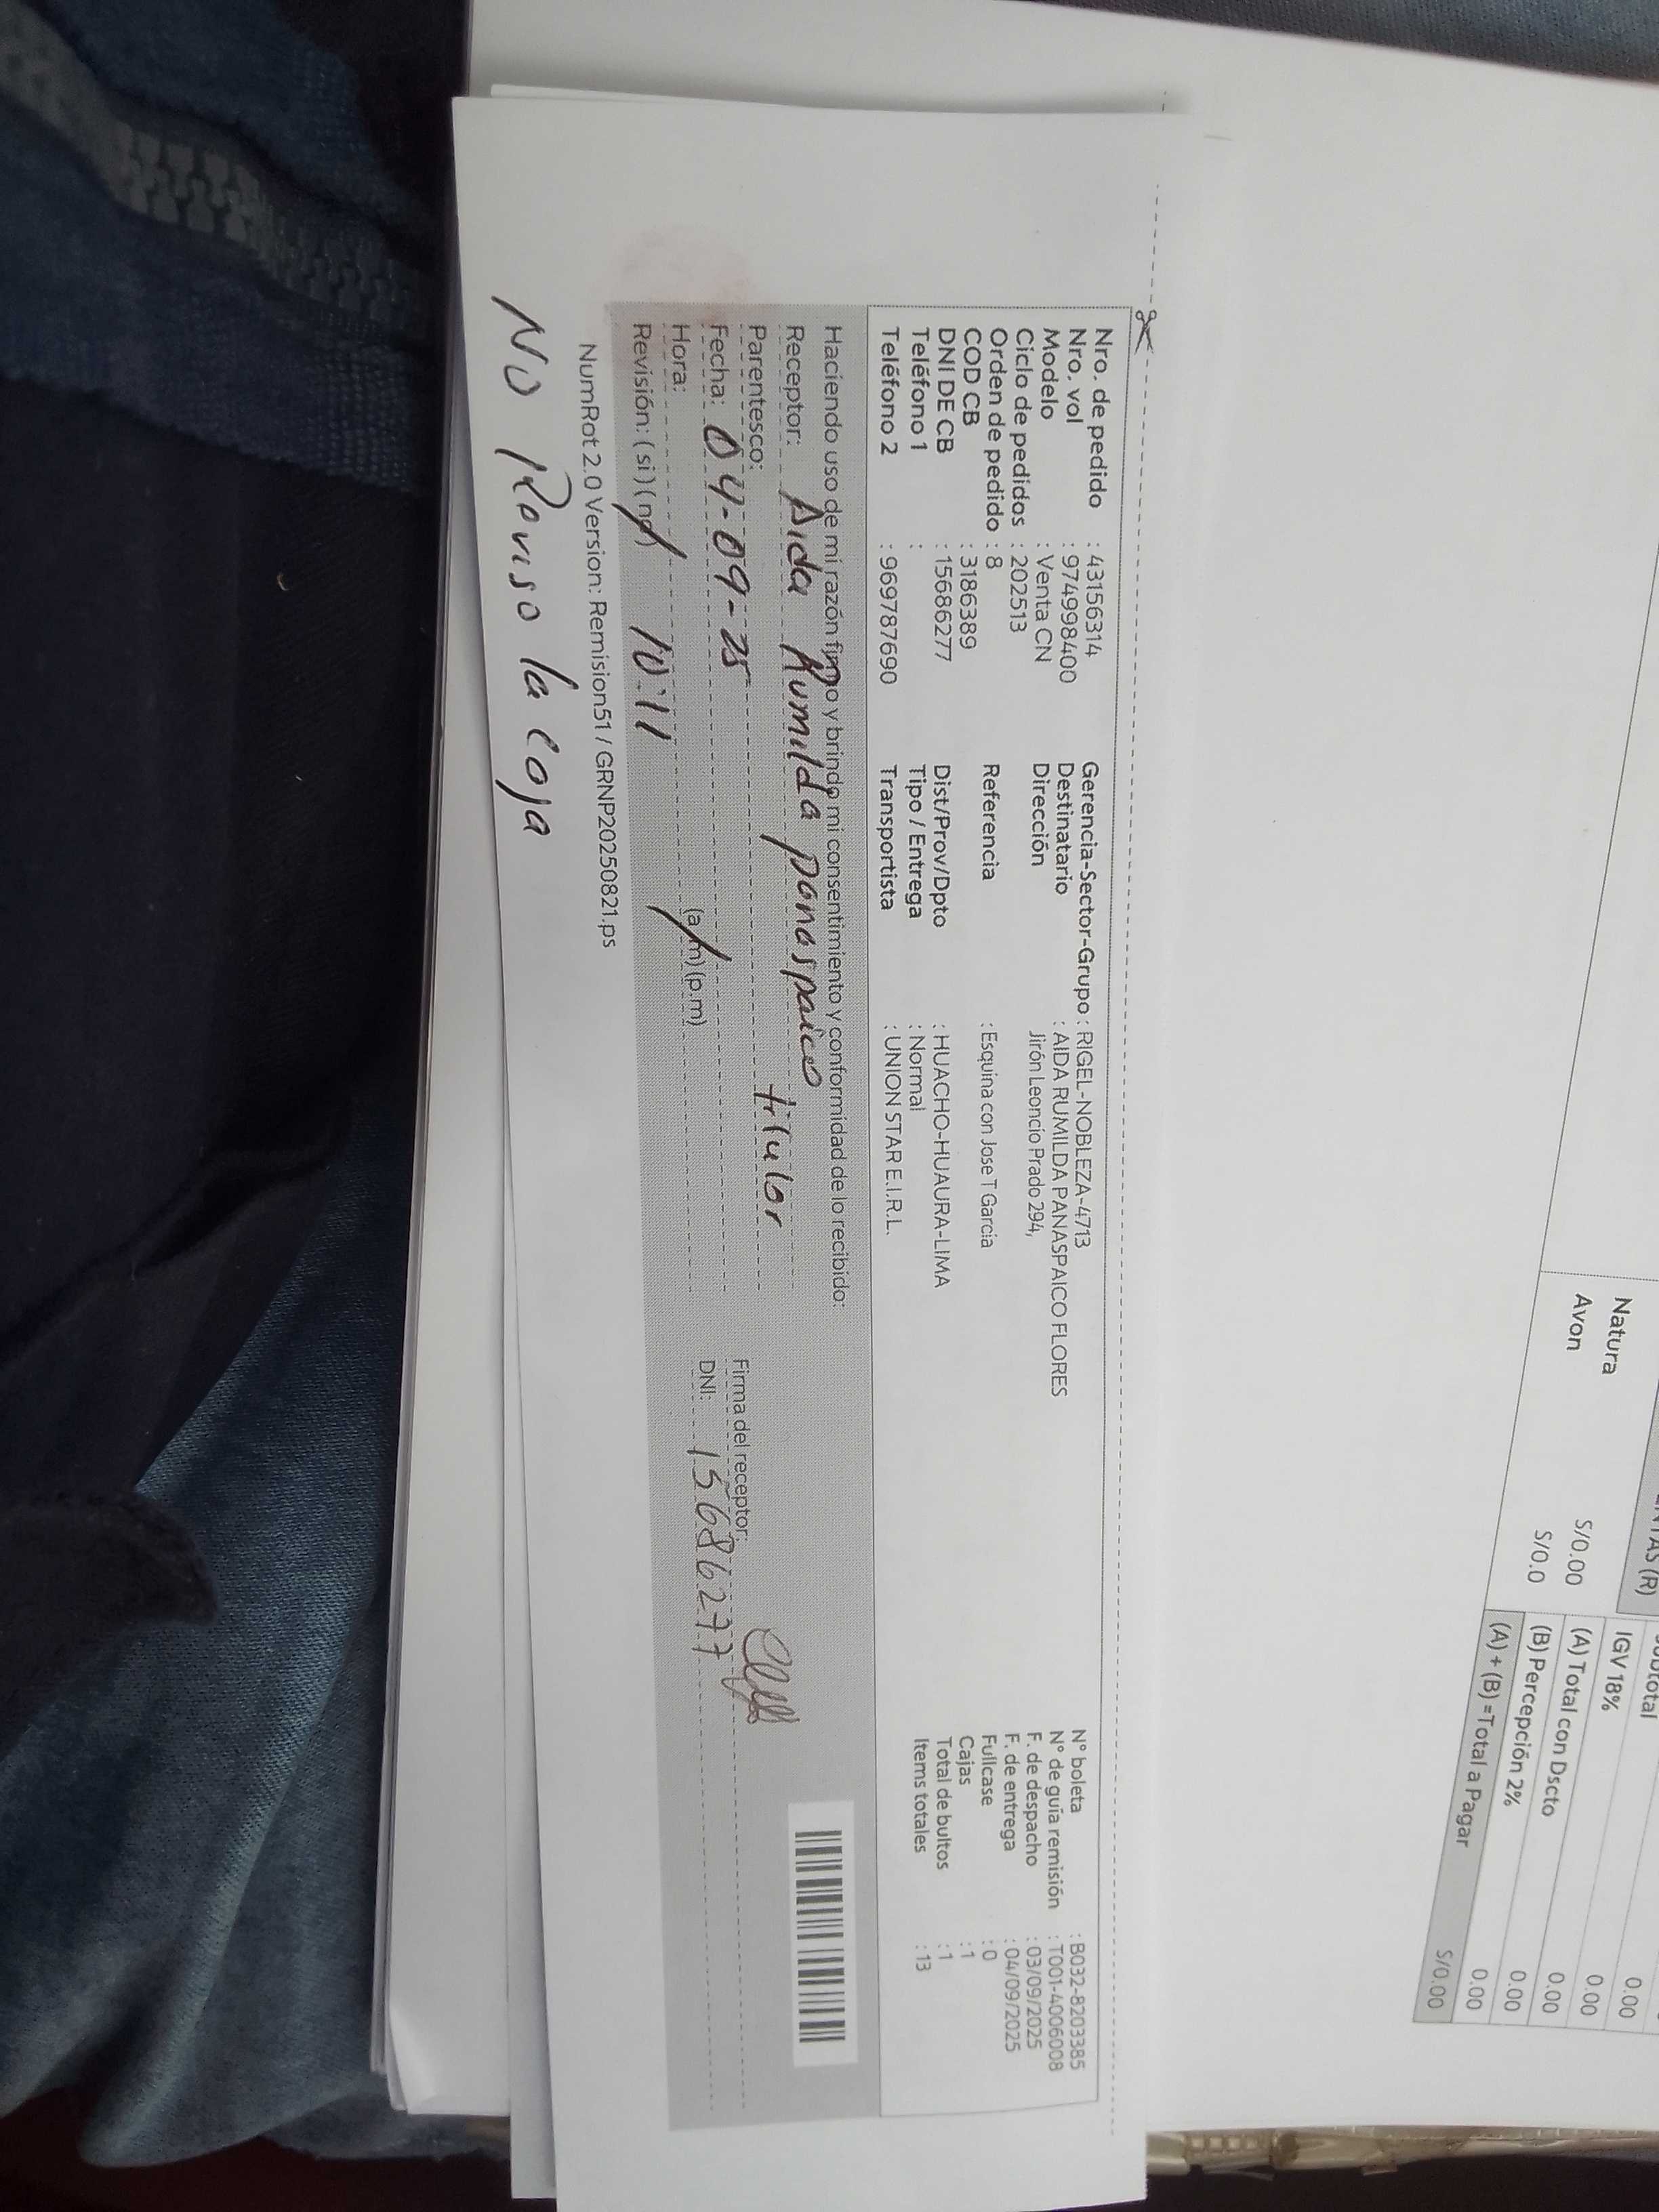 ENTAS (R)
Subtotal
Natura S/0.00 IGV 18% 0.00
Avon S/0.0 (A) Total con Dscto 0.00
(B) Percepción 2% 0.00
(A) + (B) =Total a Pagar 0.00
S/0.00
Nro. de pedido : 43156314
Nro. vol : 974998400
Modelo : Venta CN
Ciclo de pedidos : 202513
Orden de pedido : 8
COD CB : 3186389
DNI DE CB : 15686277
Teléfono 1 :
Teléfono 2 : 969787690
Gerencia-Sector-Grupo : RIGEL-NOBLEZA-4713
Destinatario : AIDA RUMILDA PANASPAICO FLORES
Dirección Jirón Leoncio Prado 294,
Referencia : Esquina con Jose T Garcia
Dist/Prov/Dpto : HUACHO-HUAURA-LIMA
Tipo / Entrega : Normal
Transportista : UNION STAR E.I.R.L.
N° boleta : B032-8203385
N° de guía remisión : T001-4006008
F. de despacho : 03/09/2025
F. de entrega : 04/09/2025
Fullcase : 0
Cajas : 1
Total de bultos : 1
Items totales : 13
Haciendo uso de mi razón firmo y brindo mi consentimiento y conformidad de lo recibido:
Receptor: Aida Rumilda panaspaico
Parentesco: titular
Fecha: 04-09-25
Hora: 10:11 (a.m) (p.m)
Revisión: ( si ) ( no )
Firma del receptor:
DNI: 15686277
NumRot 2.0 Version: Remision51 / GRNP20250821.ps
NO Reviso la caja